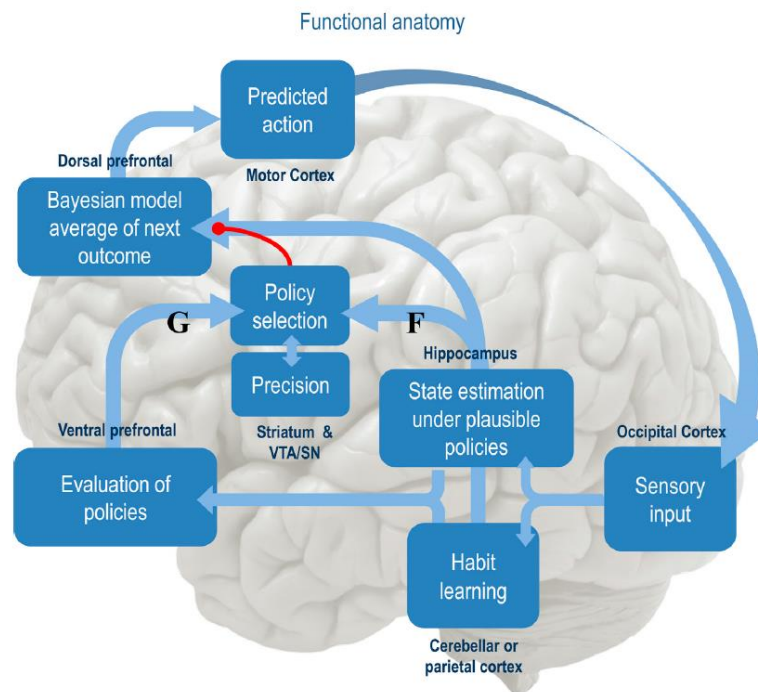 Functional anatomy
Predicted
action
Motor Cortex
Dorsal prefrontal
Bayesian model
average of next
outcome
Policy
selection
G
F
Precision
Striatum &
VTA/SN
Hippocampus
State estimation
under plausible
policies
Ventral prefrontal
Evaluation of
policies
Occipital Cortex
Sensory
input
Habit
learning
Cerebellar or
parietal cortex